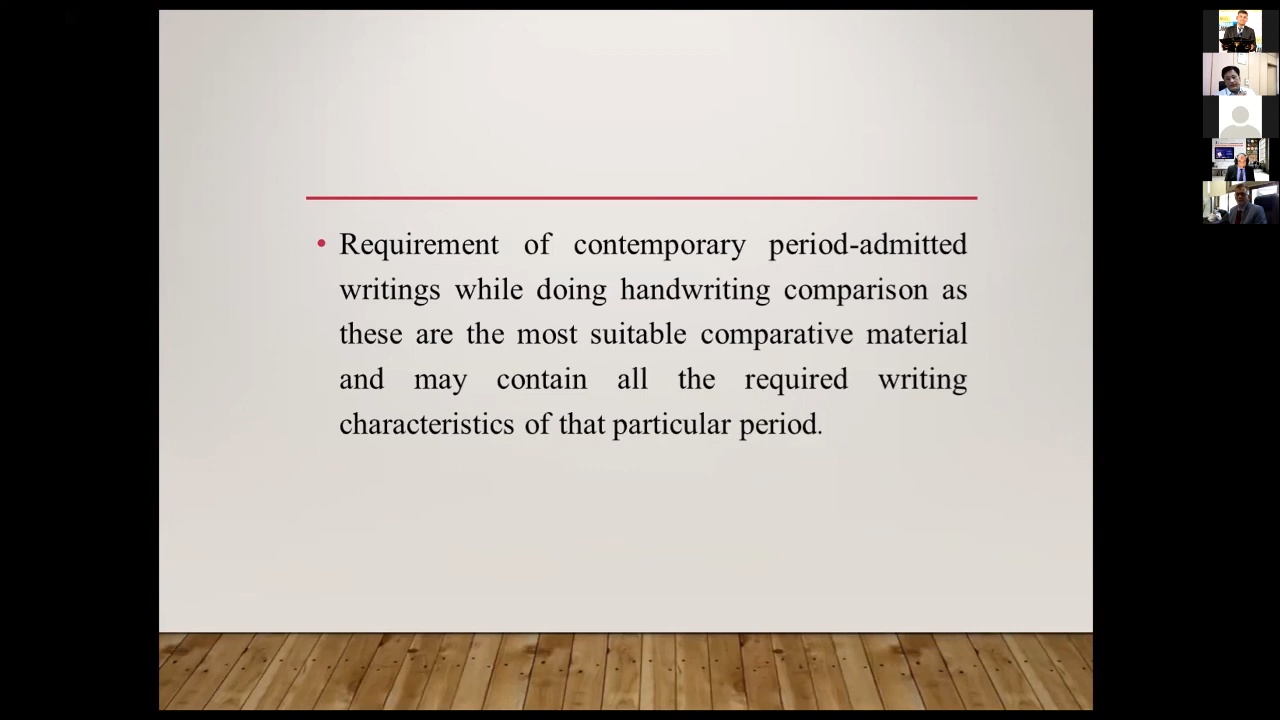 • Requirement of contemporary period-admitted
writings while doing handwriting comparison as
these are the most suitable comparative material
and may contain all the required writing
characteristics of that particular period.